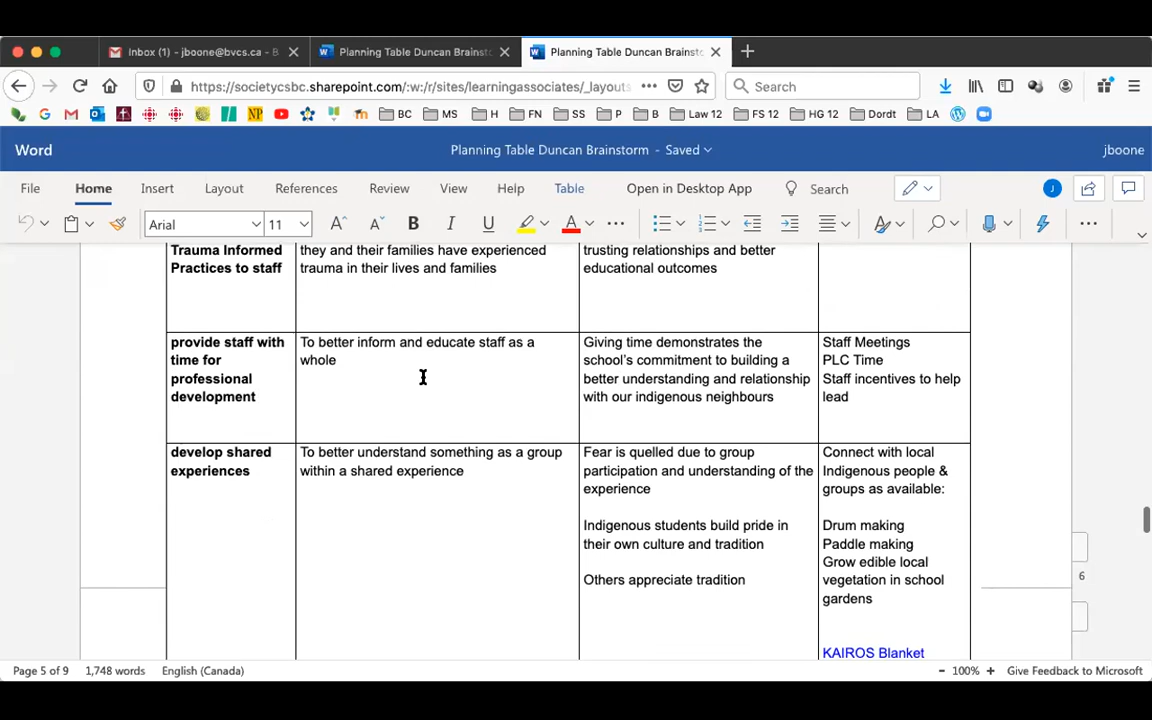 Inbox (1) - jboone@bvcs.ca - B
Planning Table Duncan Brainst
Planning Table Duncan Brainst
https://societycsbc.sharepoint.com/:w:/r/sites/learningassociates/_layouts
Search
G
NP
BC
MS
H
FN
SS
P
B
Law 12
FS 12
HG 12
Dordt
LA
Word
Planning Table Duncan Brainstorm - Saved
jboone
File
Home
Insert
Layout
References
Review
View
Help
Table
Open in Desktop App
Search
J
Arial
11
A
A
B
I
U
A
Trauma Informed
Practices to staff
they and their families have experienced
trauma in their lives and families
trusting relationships and better
educational outcomes
provide staff with
time for
professional
development
To better inform and educate staff as a
whole
Giving time demonstrates the
school's commitment to building a
better understanding and relationship
with our indigenous neighbours
Staff Meetings
PLC Time
Staff incentives to help
lead
develop shared
experiences
To better understand something as a group
within a shared experience
Fear is quelled due to group
participation and understanding of the
experience
Indigenous students build pride in
their own culture and tradition
Others appreciate tradition
Connect with local
Indigenous people &
groups as available:
Drum making
Paddle making
Grow edible local
vegetation in school
gardens
KAIROS Blanket
6
Page 5 of 9
1,748 words
English (Canada)
- 100% +
Give Feedback to Microsoft